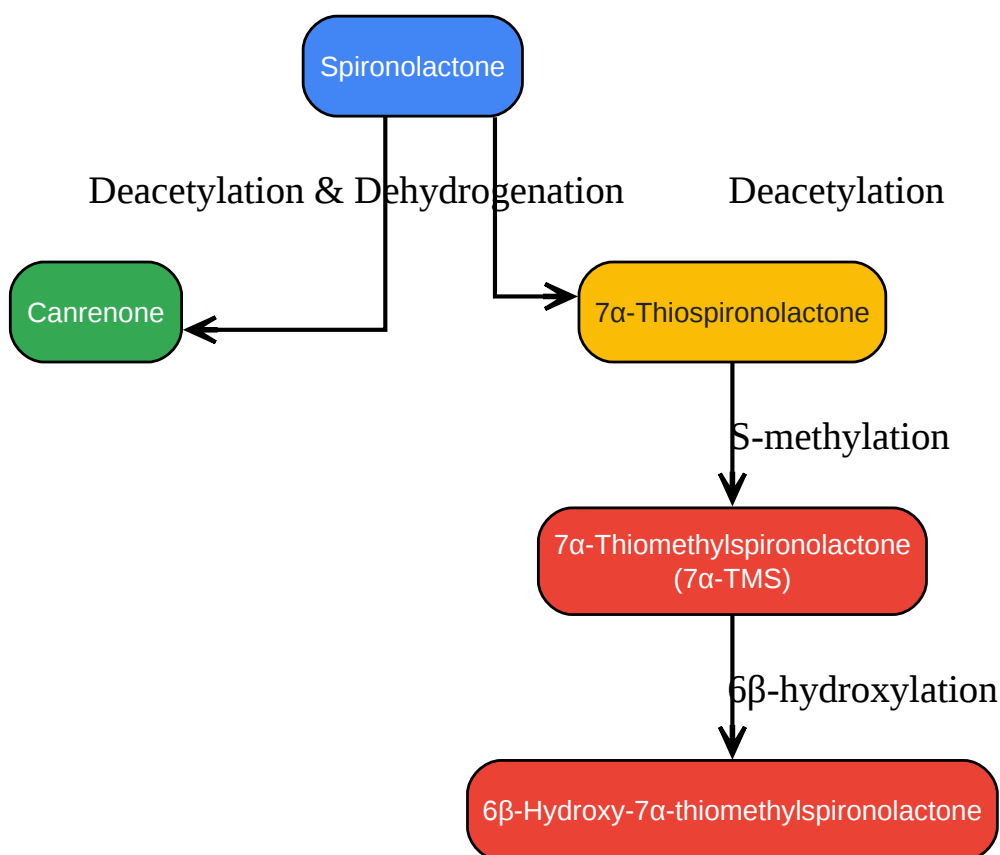 Spironolactone
Deacetylation & Dehydrogenation
Deacetylation
Canrenone
7α-Thiospironolactone
S-methylation
7α-Thiomethylspironolactone
(7α-TMS)
6β-hydroxylation
6β-Hydroxy-7α-thiomethylspironolactone